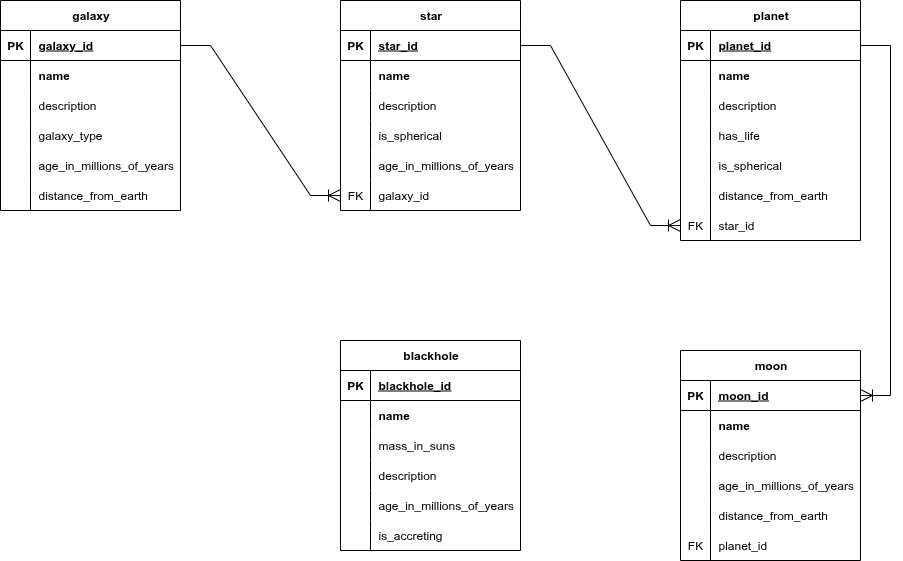 galaxy
PK galaxy_id
name
description
galaxy_type
age_in_millions_of_years
distance_from_earth
star
PK star_id
name
description
is_spherical
age_in_millions_of_years
FK galaxy_id
planet
PK planet_id
name
description
has_life
is_spherical
distance_from_earth
FK star_id
blackhole
PK blackhole_id
name
mass_in_suns
description
age_in_millions_of_years
is_accreting
moon
PK moon_id
name
description
age_in_millions_of_years
distance_from_earth
FK planet_id